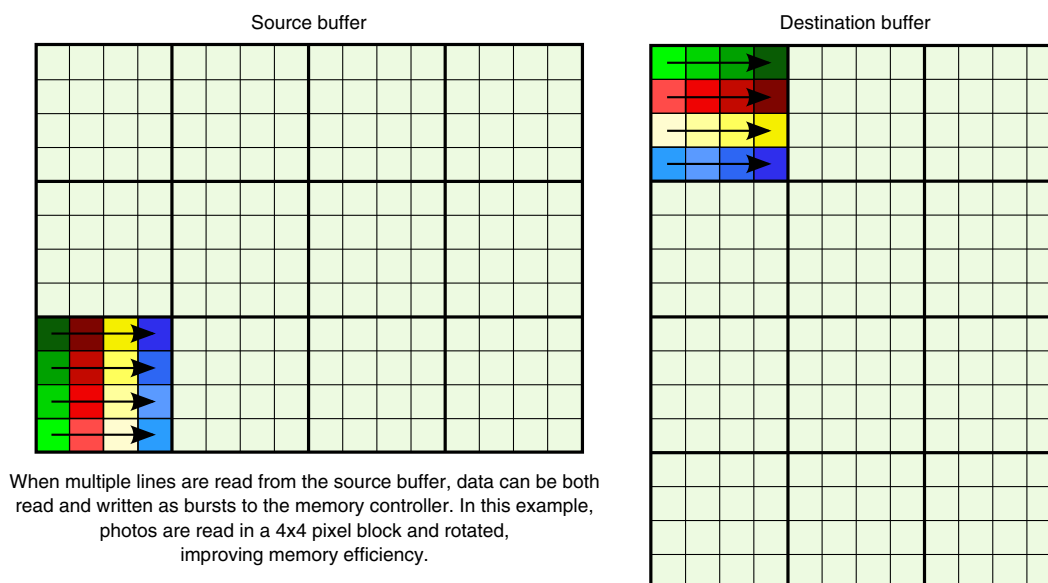 Source buffer
Destination buffer
When multiple lines are read from the source buffer, data can be both
read and written as bursts to the memory controller. In this example,
photos are read in a 4x4 pixel block and rotated,
improving memory efficiency.